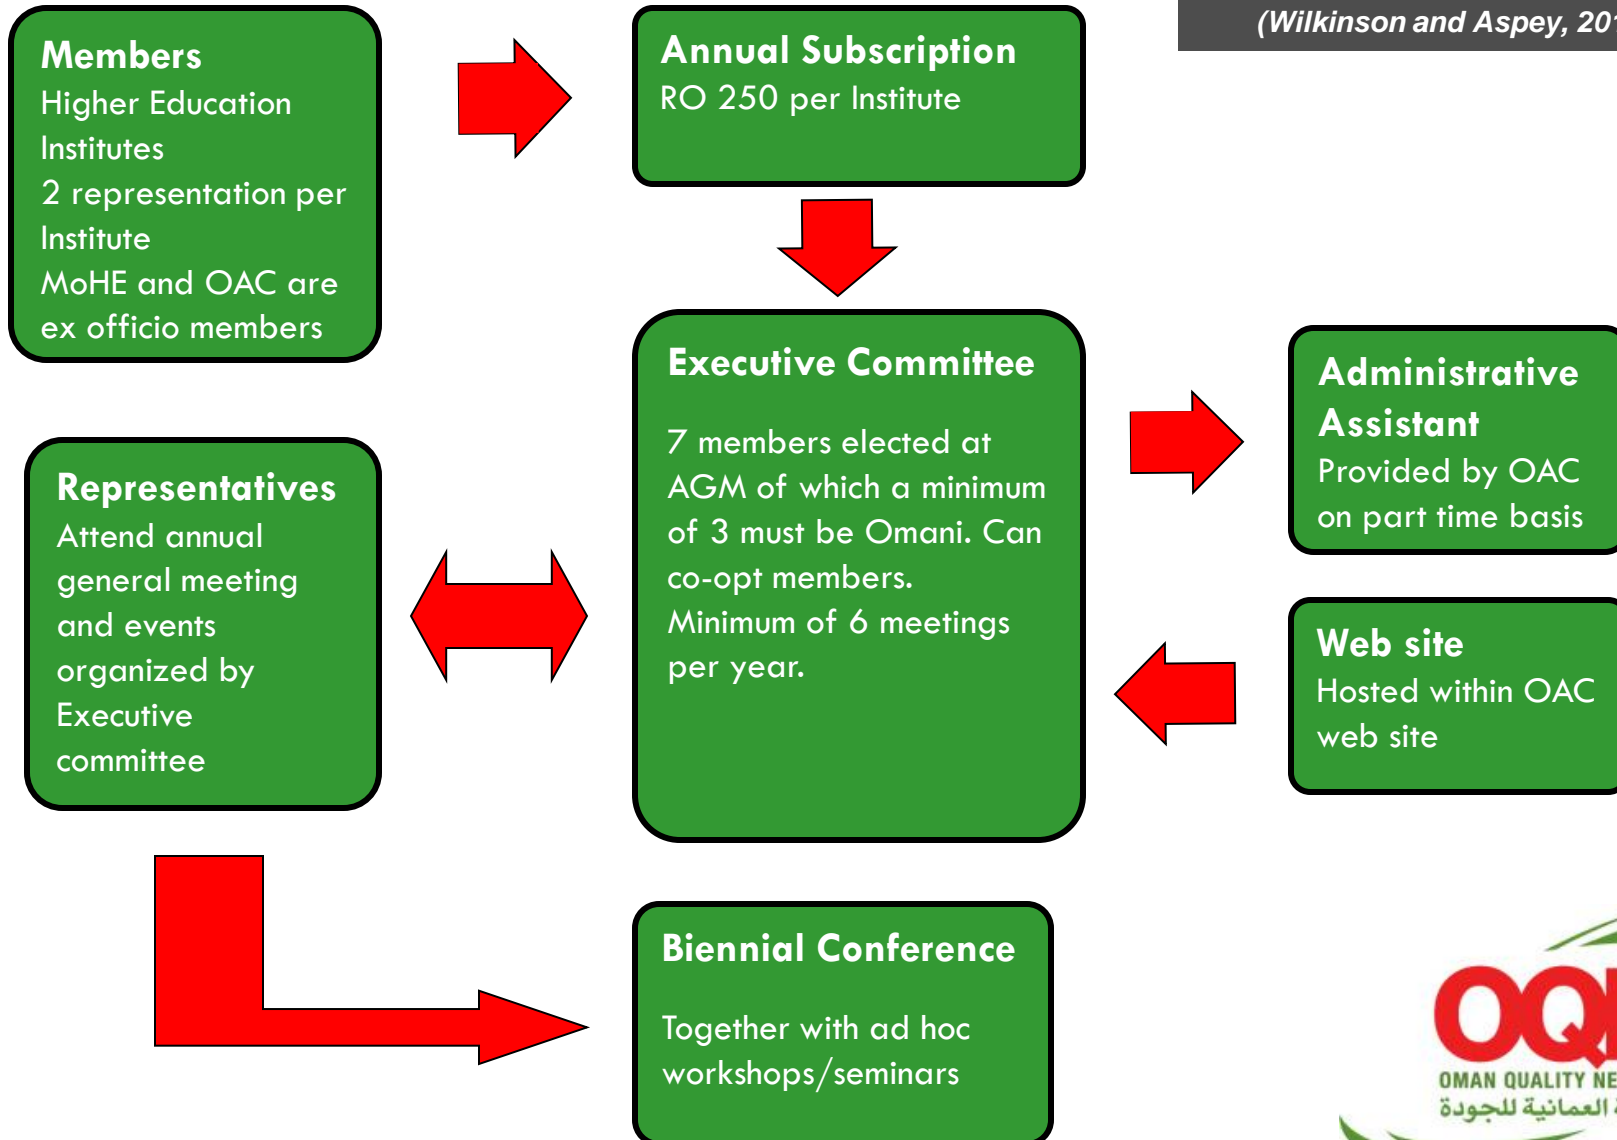 (Wilkinson and Aspey, 20
Members
Higher Education
Institutes
2 representation per
Institute
MoHE and OAC are
ex officio members
Annual Subscription
RO 250 per Institute
Executive Committee
7 members elected at
AGM of which a minimum
of 3 must be Omani. Can
co-opt members.
Minimum of 6 meetings
per year.
Administrative
Assistant
Provided by OAC
on part time basis
Representatives
Attend annual
general meeting
and events
organized by
Executive
committee
Web site
Hosted within OAC
web site
Biennial Conference
Together with ad hoc
workshops/seminars
OQ
OMAN QUALITY NE
العمانية للجودة